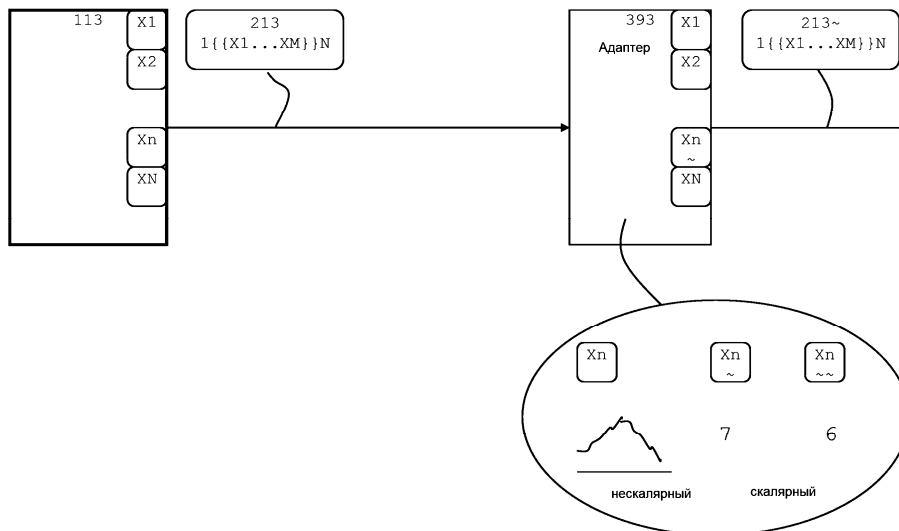 113
X1
X2
Xn
XN
213
1{{X1...XM}}N
393
Адаптер
X1
X2
Xn
~
XN
213~
1{{X1...XM}}N
Xn
Xn
~
Xn
~~
7
6
нескалярный
скалярный